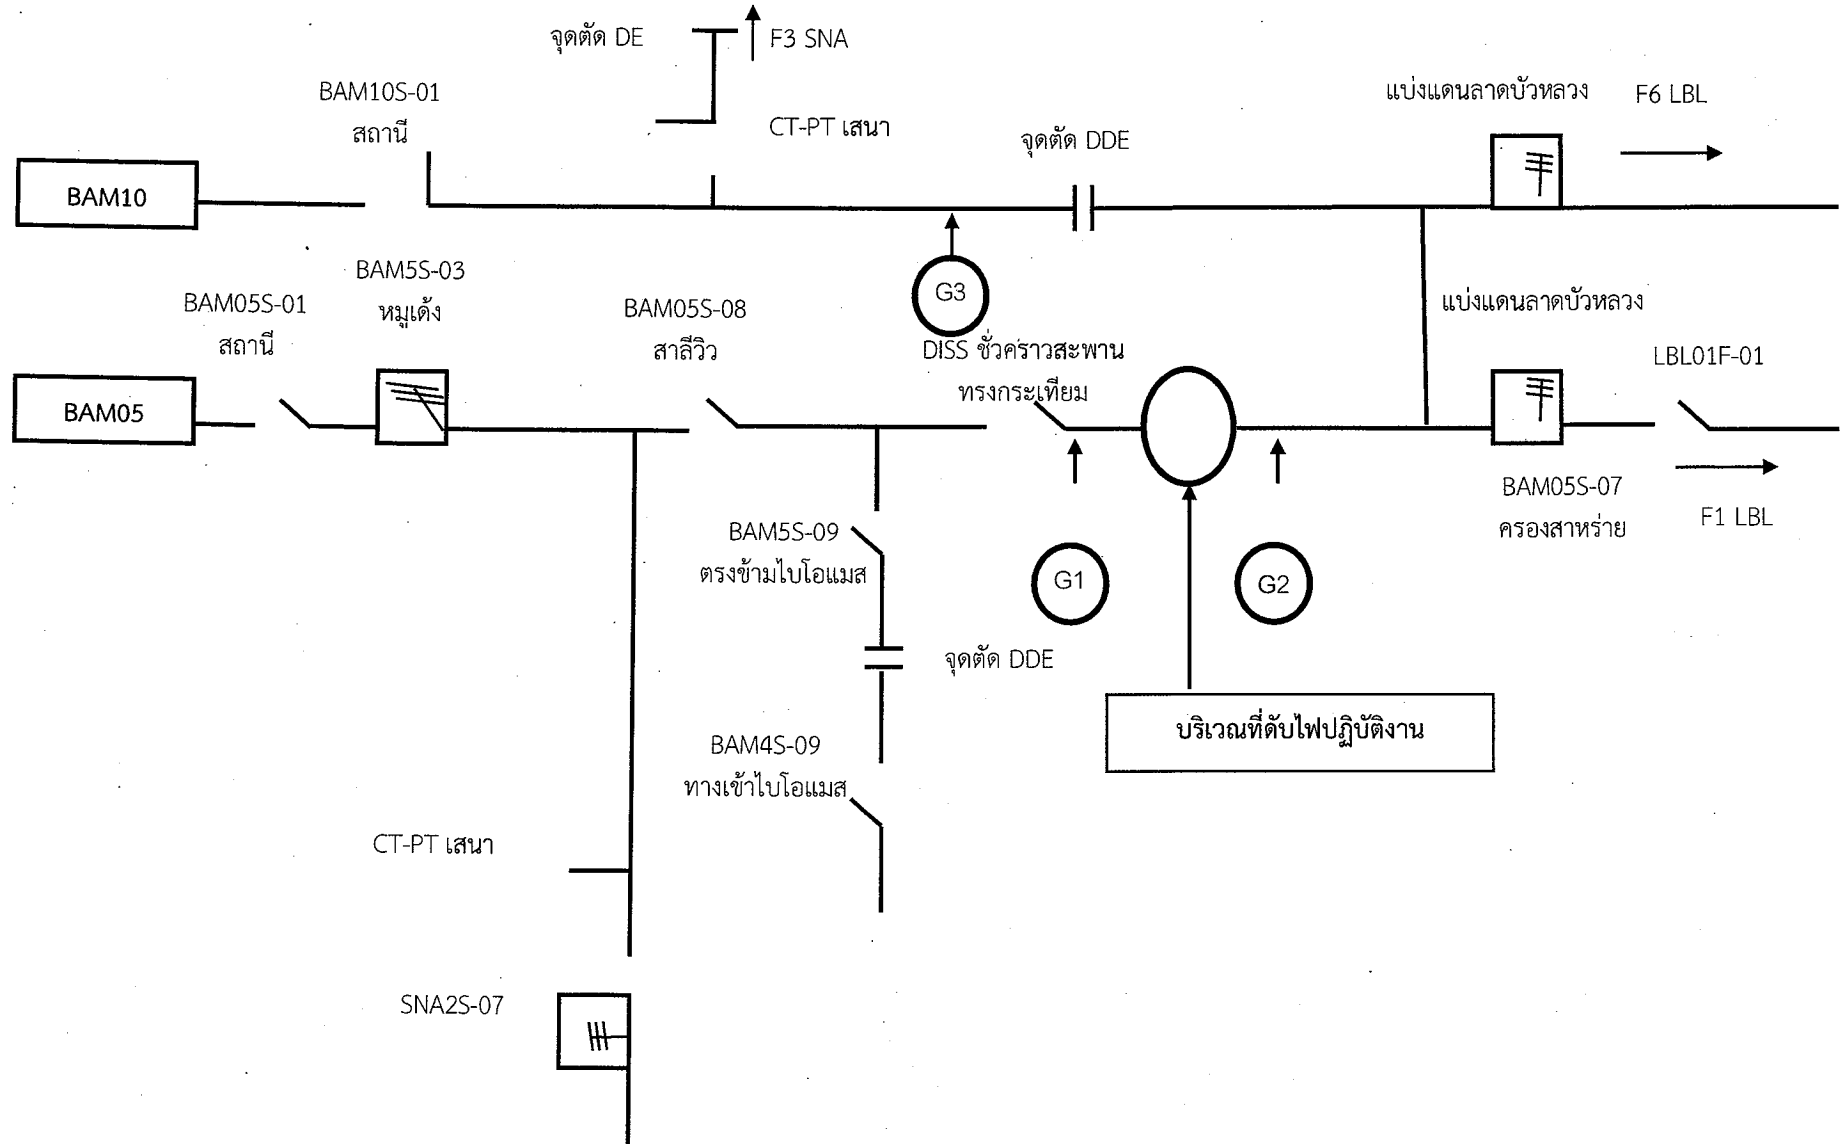 จุดตัด DE
F3 SNA
BAM10S-01
สถานี
CT-PT เสนา
จุดตัด DDE
แบ่งแดนลาดบัวหลวง
F6 LBL
BAM10
G3
BAM05S-01
สถานี
BAM5S-03
หมูเด้ง
BAM05S-08
สาลีวิว
DISS ชั่วคราวสะพาน
ทรงกระเทียม
แบ่งแดนลาดบัวหลวง
LBL01F-01
BAM05
BAM05S-07
ครองสาหร่าย
F1 LBL
BAM5S-09
ตรงข้ามไบโอแมส
G1
G2
จุดตัด DDE
บริเวณที่ดับไฟปฏิบัติงาน
BAM4S-09
ทางเข้าไบโอแมส
CT-PT เสนา
SNA2S-07